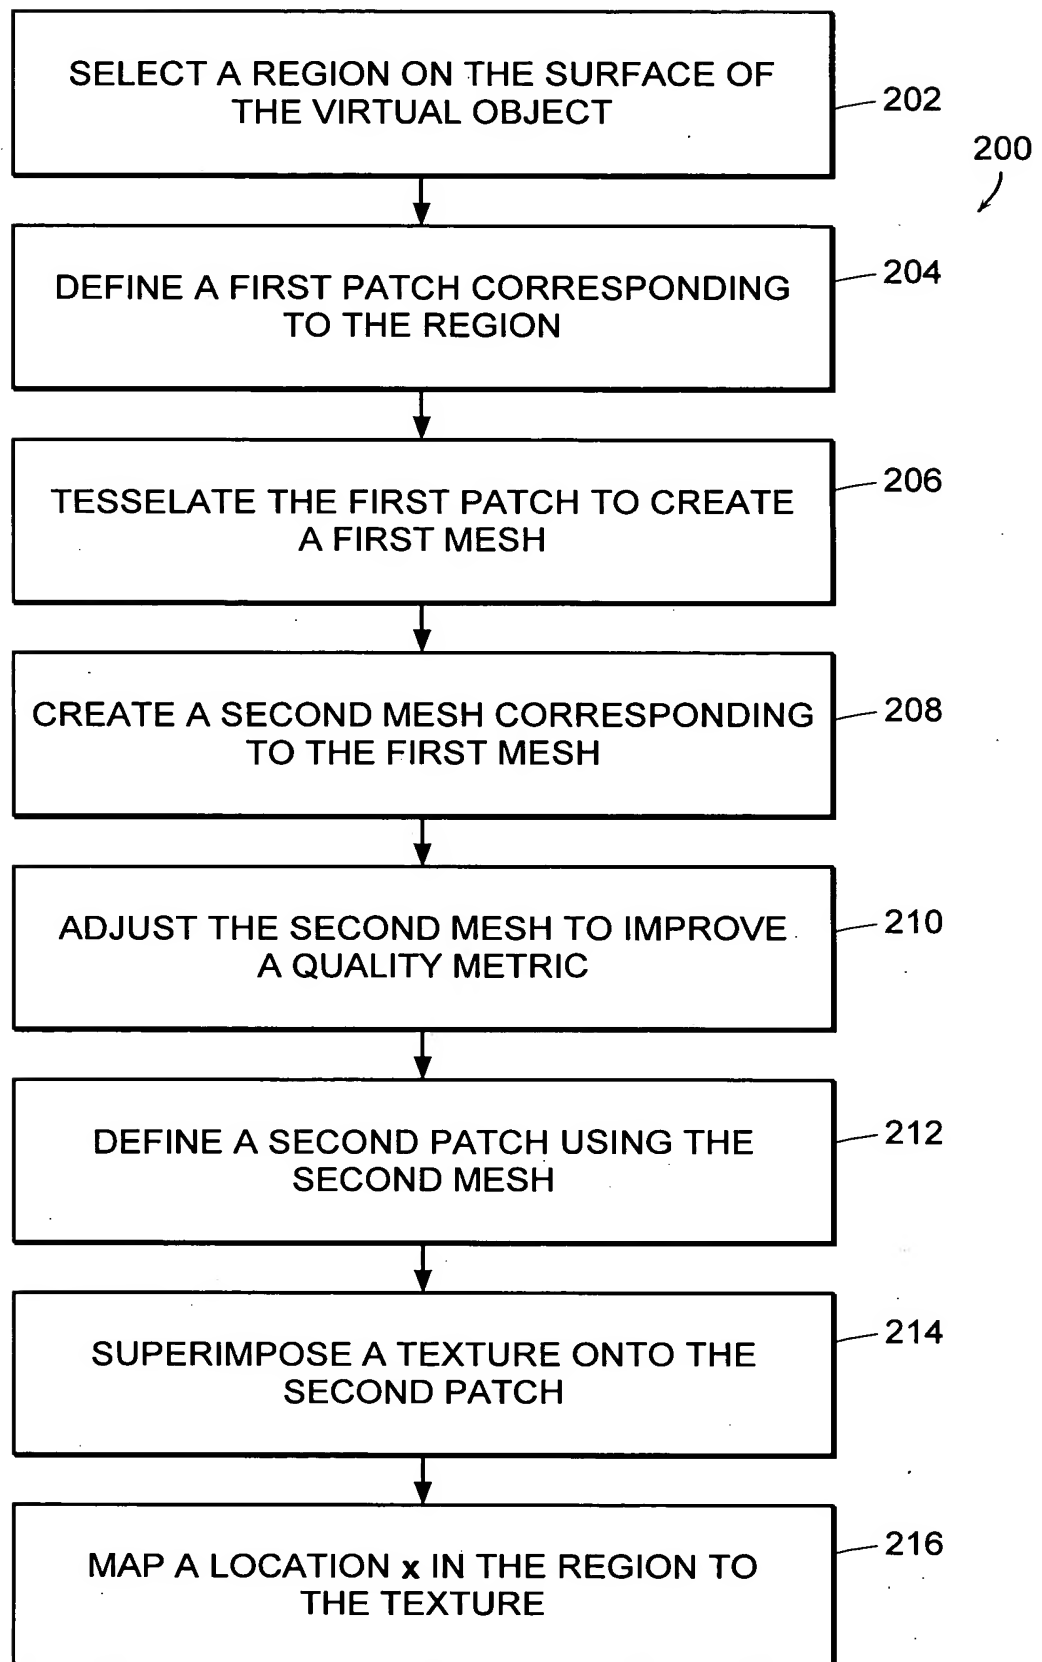 SELECT A REGION ON THE SURFACE OF
THE VIRTUAL OBJECT
202
200
DEFINE A FIRST PATCH CORRESPONDING
TO THE REGION
204
TESSELATE THE FIRST PATCH TO CREATE
A FIRST MESH
206
CREATE A SECOND MESH CORRESPONDING
TO THE FIRST MESH
208
ADJUST THE SECOND MESH TO IMPROVE
A QUALITY METRIC
210
DEFINE A SECOND PATCH USING THE
SECOND MESH
212
SUPERIMPOSE A TEXTURE ONTO THE
SECOND PATCH
214
MAP A LOCATION x IN THE REGION TO
THE TEXTURE
216